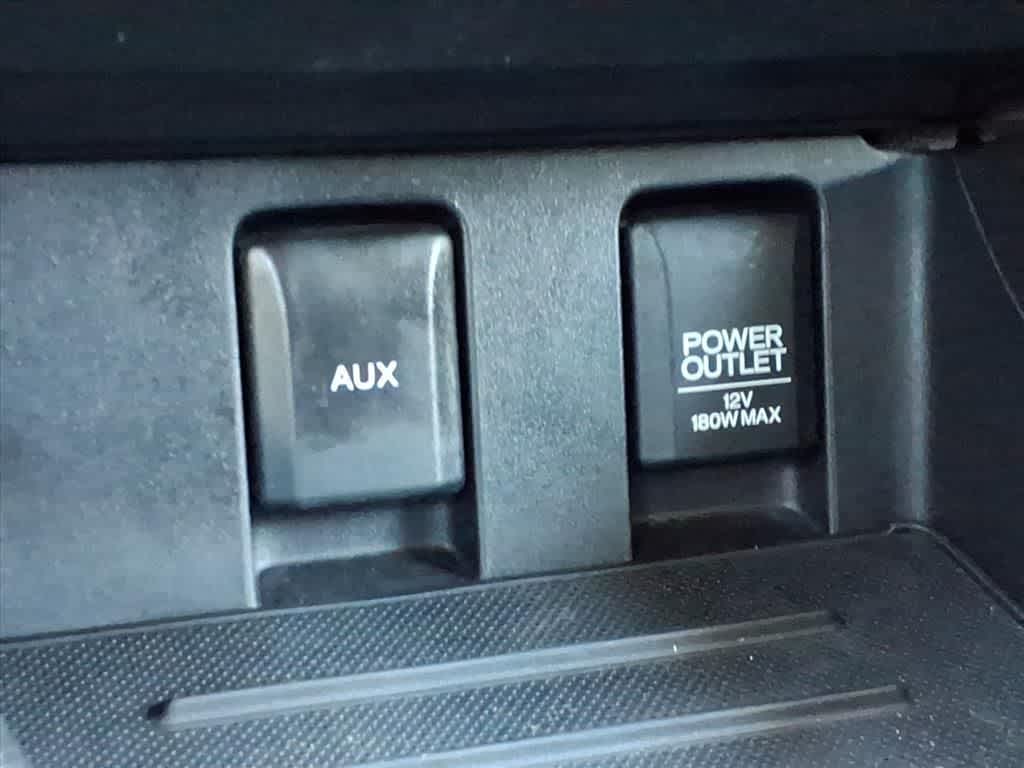 AUX
POWER
OUTLET
12V
180W MAX